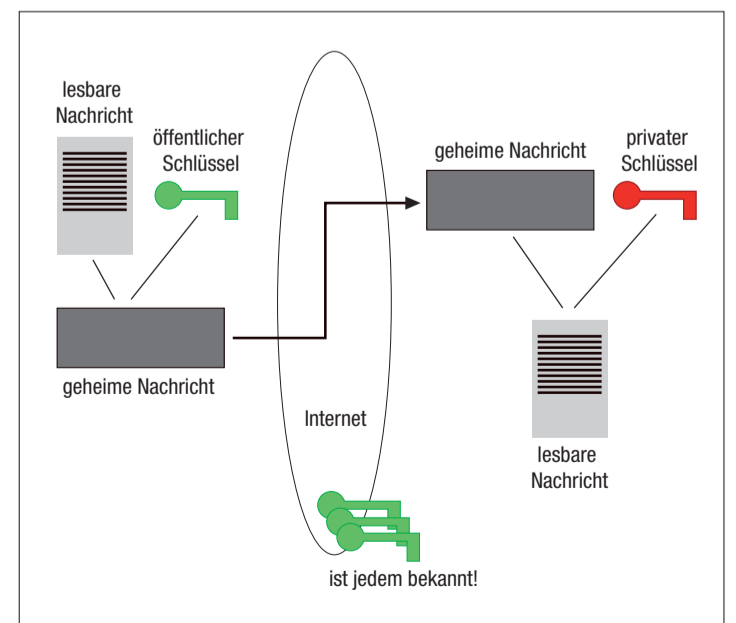 lesbare
Nachricht
öffentlicher
Schlüssel
geheime Nachricht
Internet
ist jedem bekannt!
geheime Nachricht
privater
Schlüssel
lesbare
Nachricht